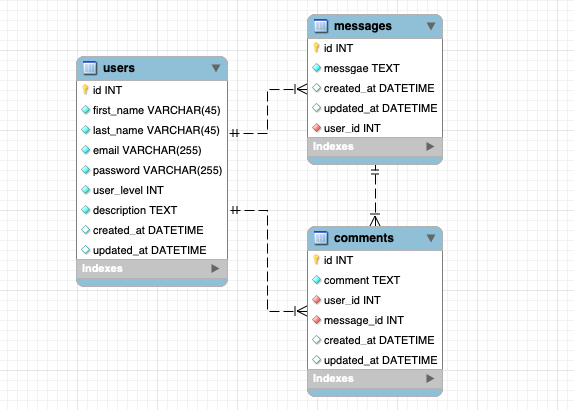 users
id INT
first_name VARCHAR(45)
last_name VARCHAR(45)
email VARCHAR(255)
password VARCHAR(255)
user_level INT
description TEXT
created_at DATETIME
updated_at DATETIME
Indexes
messages
id INT
messgae TEXT
created_at DATETIME
updated_at DATETIME
user_id INT
Indexes
comments
id INT
comment TEXT
user_id INT
message_id INT
created_at DATETIME
updated_at DATETIME
Indexes